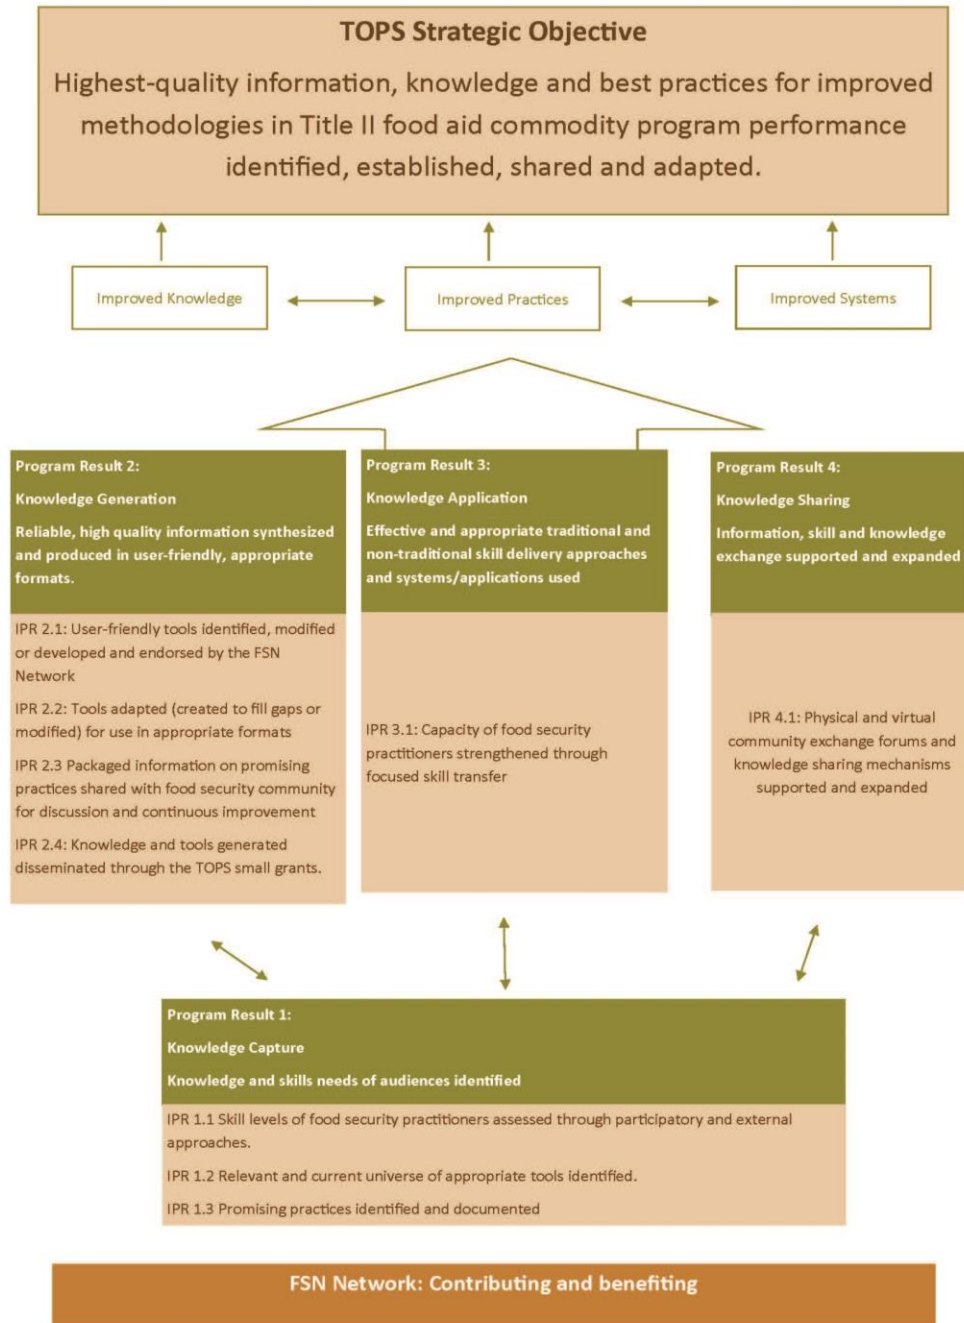 TOPS Strategic Objective
Highest-quality information, knowledge and best practices for improved
methodologies in Title II food aid commodity program performance
identified, established, shared and adapted.
Improved Knowledge
Improved Practices
Improved Systems
Program Result 2:
Knowledge Generation
Reliable, high quality information synthesized
and produced in user-friendly, appropriate
formats.
IPR 2.1: User-friendly tools identified, modified
or developed and endorsed by the FSN
Network
IPR 2.2: Tools adapted (created to fill gaps or
modified) for use in appropriate formats
IPR 2.3 Packaged information on promising
practices shared with food security community
for discussion and continuous improvement
IPR 2.4: Knowledge and tools generated
disseminated through the TOPS small grants.
Program Result 3:
Knowledge Application
Effective and appropriate traditional and
non-traditional skill delivery approaches
and systems/applications used
IPR 3.1: Capacity of food security
practitioners strengthened through
focused skill transfer
Program Result 4:
Knowledge Sharing
Information, skill and knowledge
exchange supported and expanded
IPR 4.1: Physical and virtual
community exchange forums and
knowledge sharing mechanisms
supported and expanded
Program Result 1:
Knowledge Capture
Knowledge and skills needs of audiences identified
IPR 1.1 Skill levels of food security practitioners assessed through participatory and external
approaches.
IPR 1.2 Relevant and current universe of appropriate tools identified.
IPR 1.3 Promising practices identified and documented
FSN Network: Contributing and benefiting